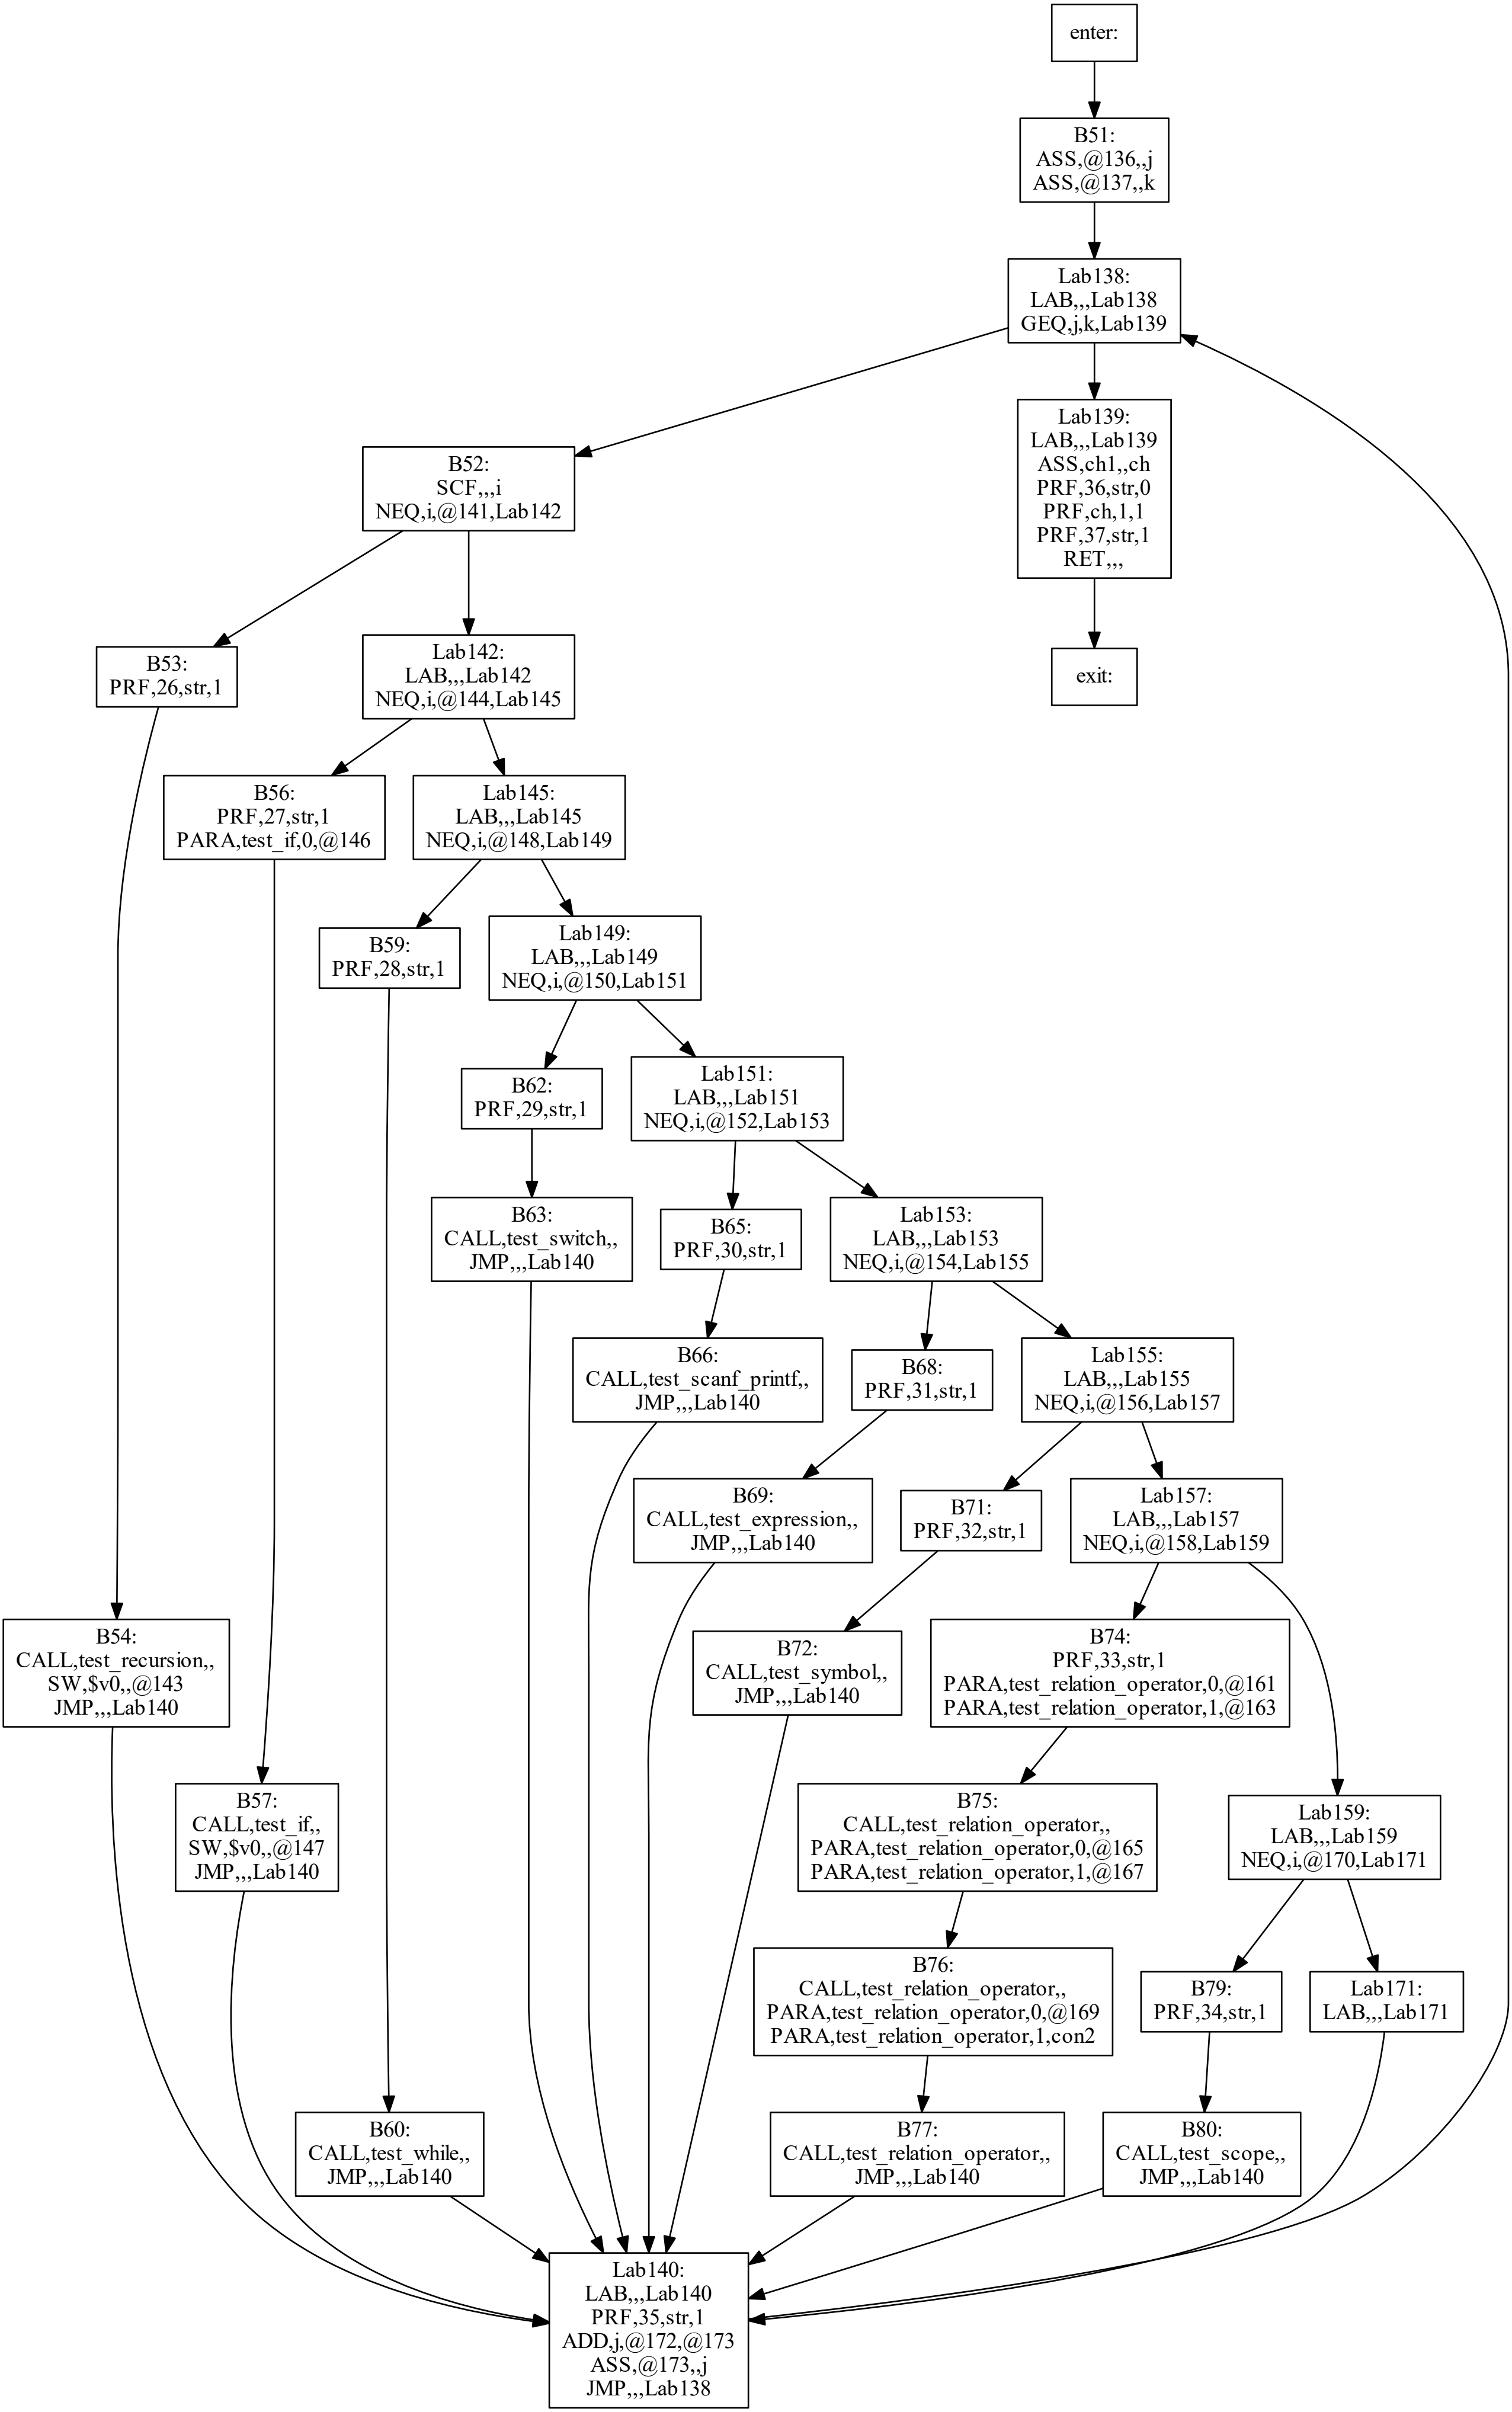 enter:
B51:
ASS,@136,,j
ASS,@137,,k
Lab138:
LAB,,,Lab138
GEQ,j,k,Lab139
Lab139:
LAB,,,Lab139
ASS,ch1,,ch
PRF,36,str,0
PRF,ch,1,1
PRF,37,str,1
RET,,,
B52:
SCF,,,i
NEQ,i,@141,Lab142
B53:
PRF,26,str,1
Lab142:
LAB,,,Lab142
NEQ,i,@144,Lab145
exit:
B56:
PRF,27,str,1
PARA,test_if,0,@146
Lab145:
LAB,,,Lab145
NEQ,i,@148,Lab149
B59:
PRF,28,str,1
Lab149:
LAB,,,Lab149
NEQ,i,@150,Lab151
B62:
PRF,29,str,1
Lab151:
LAB,,,Lab151
NEQ,i,@152,Lab153
B63:
CALL,test_switch,,
JMP,,,Lab140
B65:
PRF,30,str,1
Lab153:
LAB,,,Lab153
NEQ,i,@154,Lab155
B66:
CALL,test_scanf_printf,,
JMP,,,Lab140
B68:
PRF,31,str,1
Lab155:
LAB,,,Lab155
NEQ,i,@156,Lab157
B69:
CALL,test_expression,,
JMP,,,Lab140
B71:
PRF,32,str,1
Lab157:
LAB,,,Lab157
NEQ,i,@158,Lab159
B54:
CALL,test_recursion,,
SW,$v0,,@143
JMP,,,Lab140
B72:
CALL,test_symbol,,
JMP,,,Lab140
B74:
PRF,33,str,1
PARA,test_relation_operator,0,@161
PARA,test_relation_operator,1,@163
B57:
CALL,test_if,,
SW,$v0,,@147
JMP,,,Lab140
B75:
CALL,test_relation_operator,,
PARA,test_relation_operator,0,@165
PARA,test_relation_operator,1,@167
Lab159:
LAB,,,Lab159
NEQ,i,@170,Lab171
B76:
CALL,test_relation_operator,,
PARA,test_relation_operator,0,@169
PARA,test_relation_operator,1,con2
B79:
PRF,34,str,1
Lab171:
LAB,,,Lab171
B60:
CALL,test_while,,
JMP,,,Lab140
B77:
CALL,test_relation_operator,,
JMP,,,Lab140
B80:
CALL,test_scope,,
JMP,,,Lab140
Lab140:
LAB,,,Lab140
PRF,35,str,1
ADD,j,@172,@173
ASS,@173,,j
JMP,,,Lab138